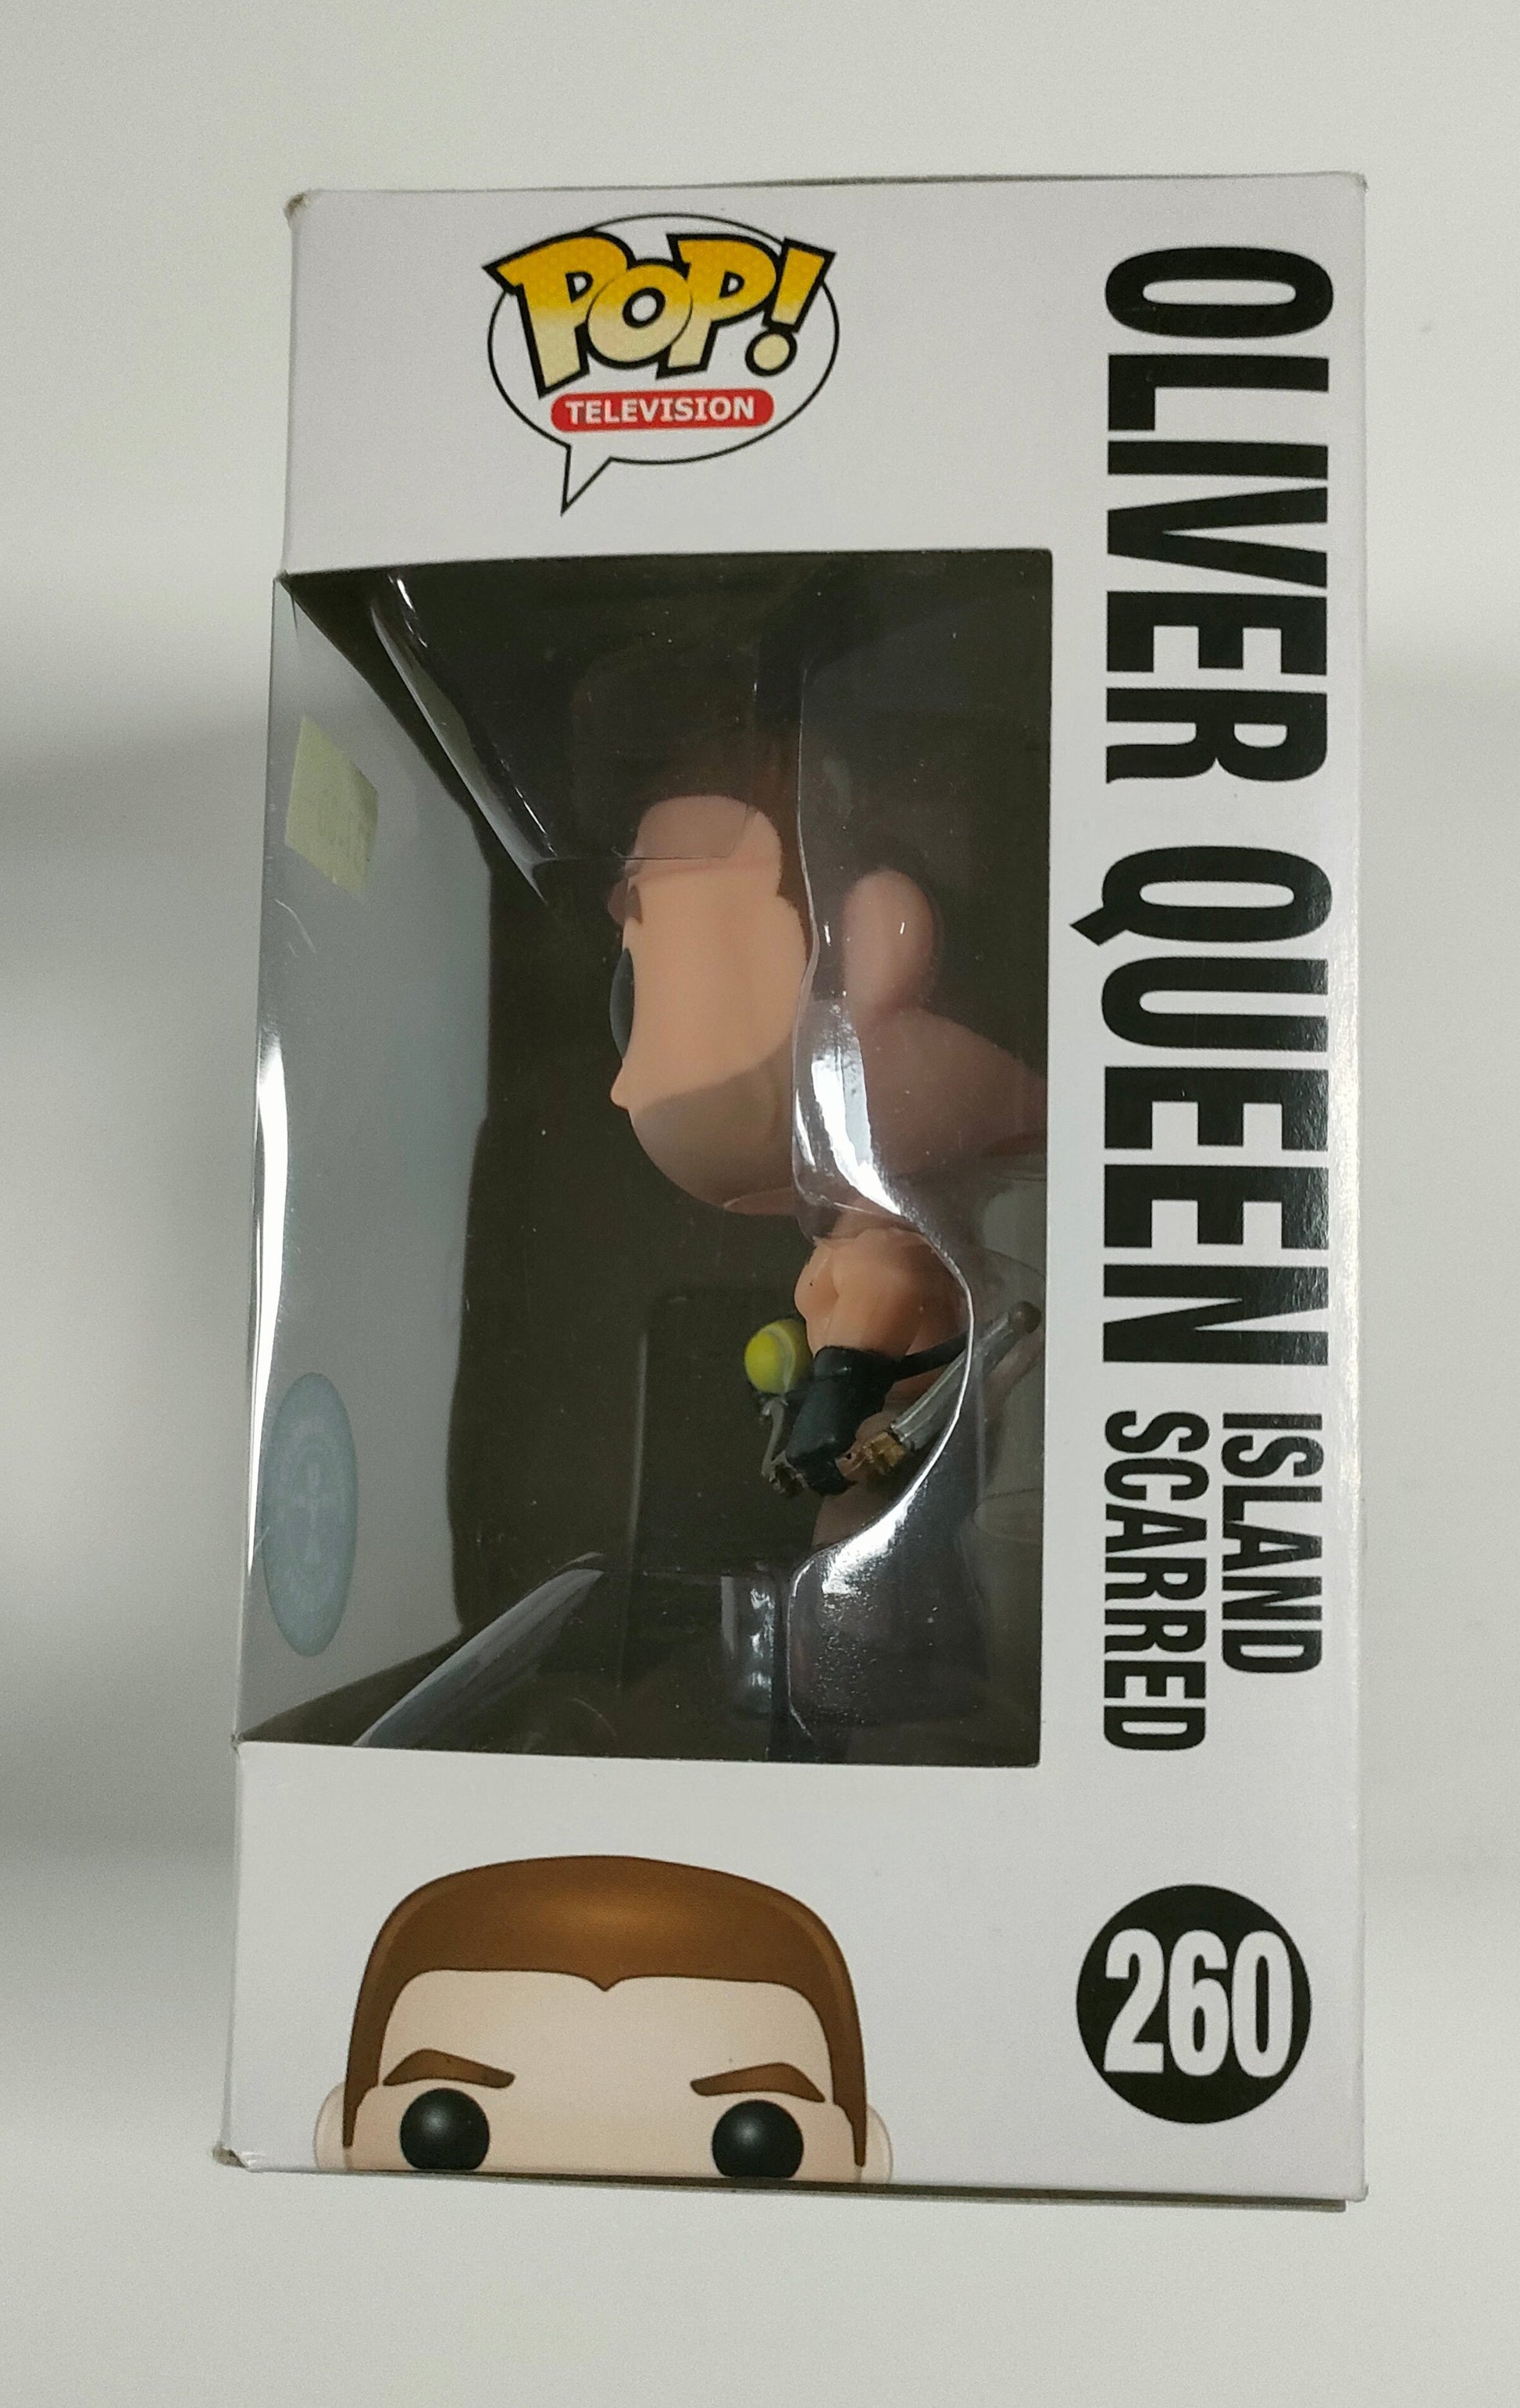 POP!
TELEVISION
OLIVER QUEEN
ISLAND
SCARRED
260